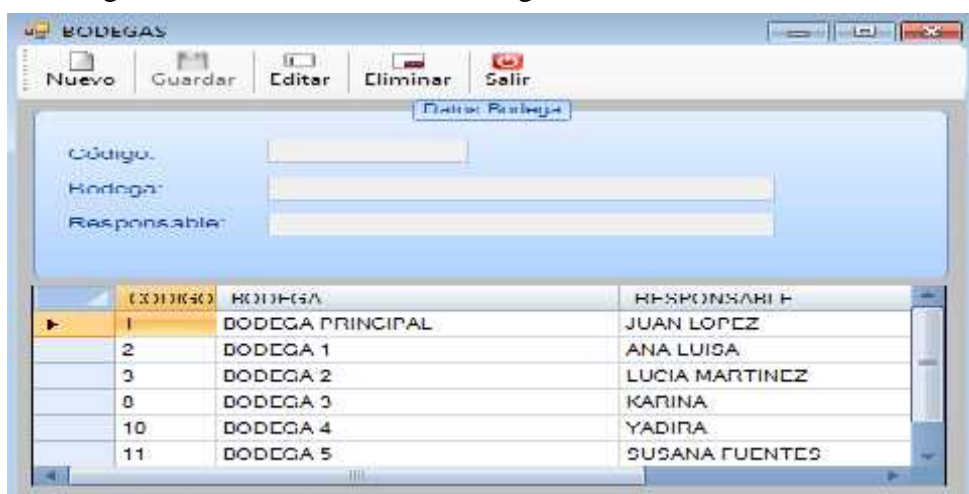 BODEGAS
Nuevo Guardar Editar Eliminar Salir
Datos Bodega
Código:
Bodega:
Responsable:
CODIGO BODEGA RESPONSABLE
1 BODEGA PRINCIPAL JUAN LOPEZ
2 BODEGA 1 ANA LUISA
3 BODEGA 2 LUCIA MARTINEZ
8 BODEGA 3 KARINA
10 BODEGA 4 YADIRA
11 BODEGA 5 SUSANA FUENTES